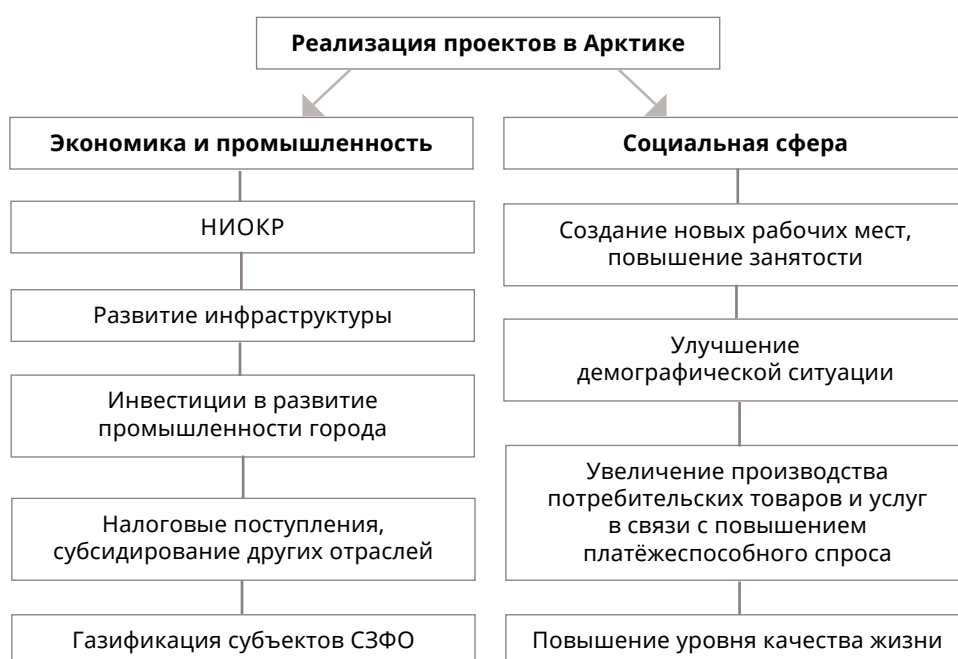 Реализация проектов в Арктике
Экономика и промышленность
НИОКР
Развитие инфраструктуры
Инвестиции в развитие
промышленности города
Налоговые поступления,
субсидирование других отраслей
Газификация субъектов СЗФО
Социальная сфера
Создание новых рабочих мест,
повышение занятости
Улучшение
демографической ситуации
Увеличение производства
потребительских товаров и услуг
в связи с повышением
платёжеспособного спроса
Повышение уровня качества жизни